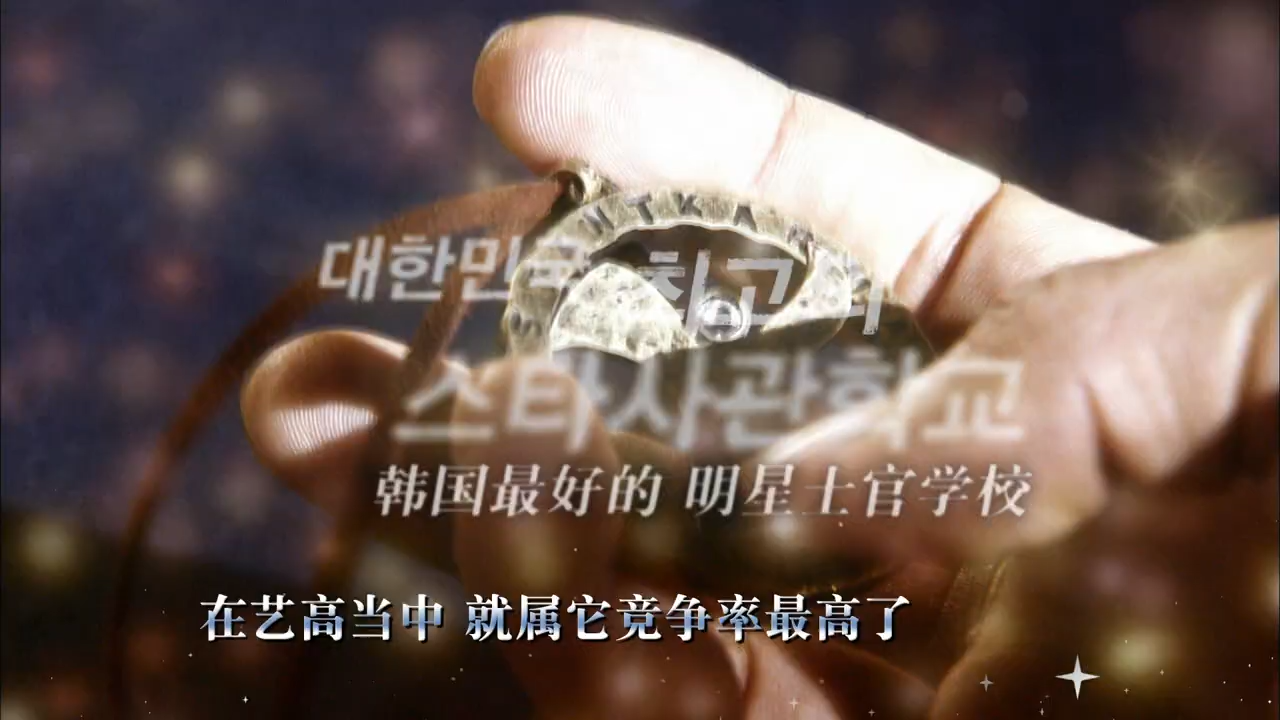 NTKA
대한민국 최고의
스타사관학교
韩国最好的 明星士官学校
在艺高当中 就属它竞争率最高了